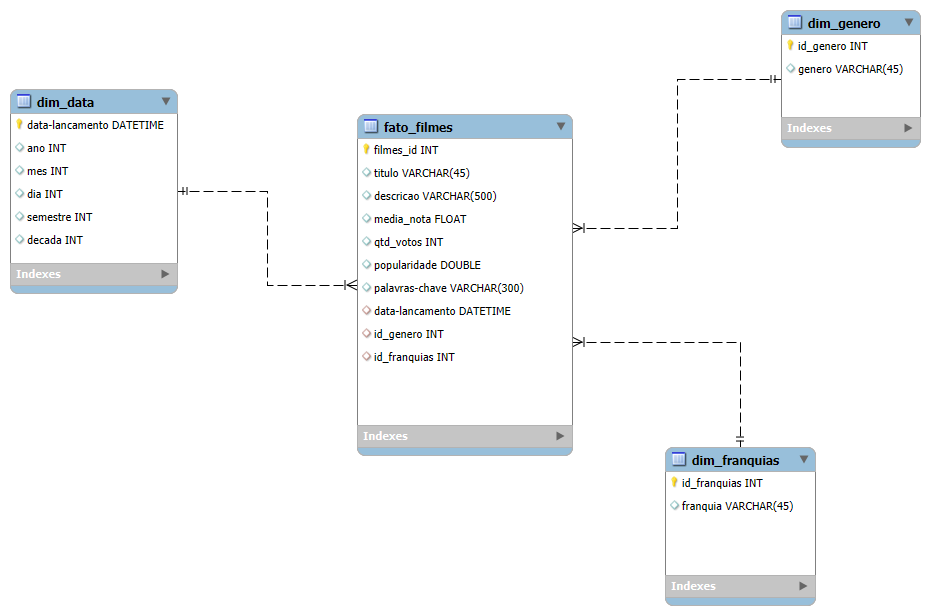 dim_data
data-lancamento DATETIME
ano INT
mes INT
dia INT
semestre INT
decada INT
Indexes
fato_filmes
filmes_id INT
titulo VARCHAR(45)
descricao VARCHAR(500)
media_nota FLOAT
qtd_votos INT
popularidade DOUBLE
palavras-chave VARCHAR(300)
data-lancamento DATETIME
id_genero INT
id_franquias INT
Indexes
dim_genero
id_genero INT
genero VARCHAR(45)
Indexes
dim_franquias
id_franquias INT
franquia VARCHAR(45)
Indexes